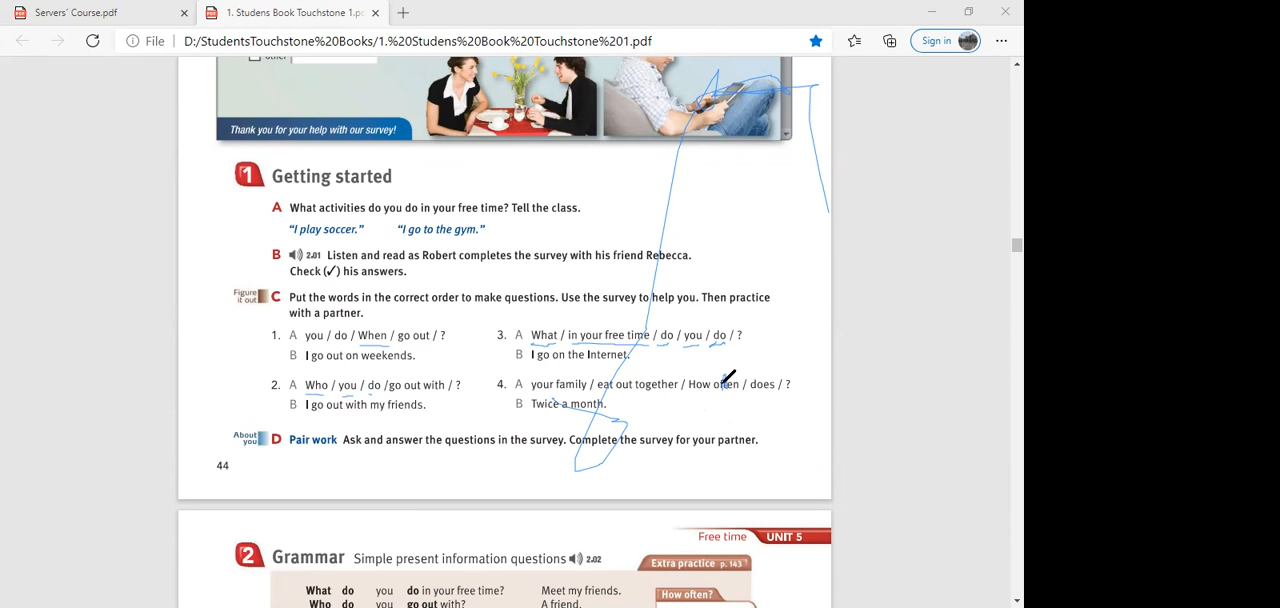 Servers' Course.pdf
1. Studens Book Touchstone 1.pd
File
D:/StudentsTouchstone%20Books/1.%20Studens%20Book%20Touchstone%201.pdf
Sign in
other
Thank you for your help with our survey!
1 Getting started
A What activities do you do in your free time? Tell the class.
"I play soccer." "I go to the gym."
B 2.01 Listen and read as Robert completes the survey with his friend Rebecca.
Check (✓) his answers.
Figure it out
C Put the words in the correct order to make questions. Use the survey to help you. Then practice
with a partner.
1. A you / do / When / go out / ?
B I go out on weekends.
2. A Who / you / do /go out with / ?
B I go out with my friends.
3. A What / in your free time / do / you / do / ?
B I go on the Internet.
4. A your family / eat out together / How often / does / ?
B Twice a month.
About you
D Pair work Ask and answer the questions in the survey. Complete the survey for your partner.
44
Free time UNIT 5
2 Grammar Simple present information questions 2.02
Extra practice p. 143
What do you do in your free time? Meet my friends.
Who do you go out with? A friend.
How often?